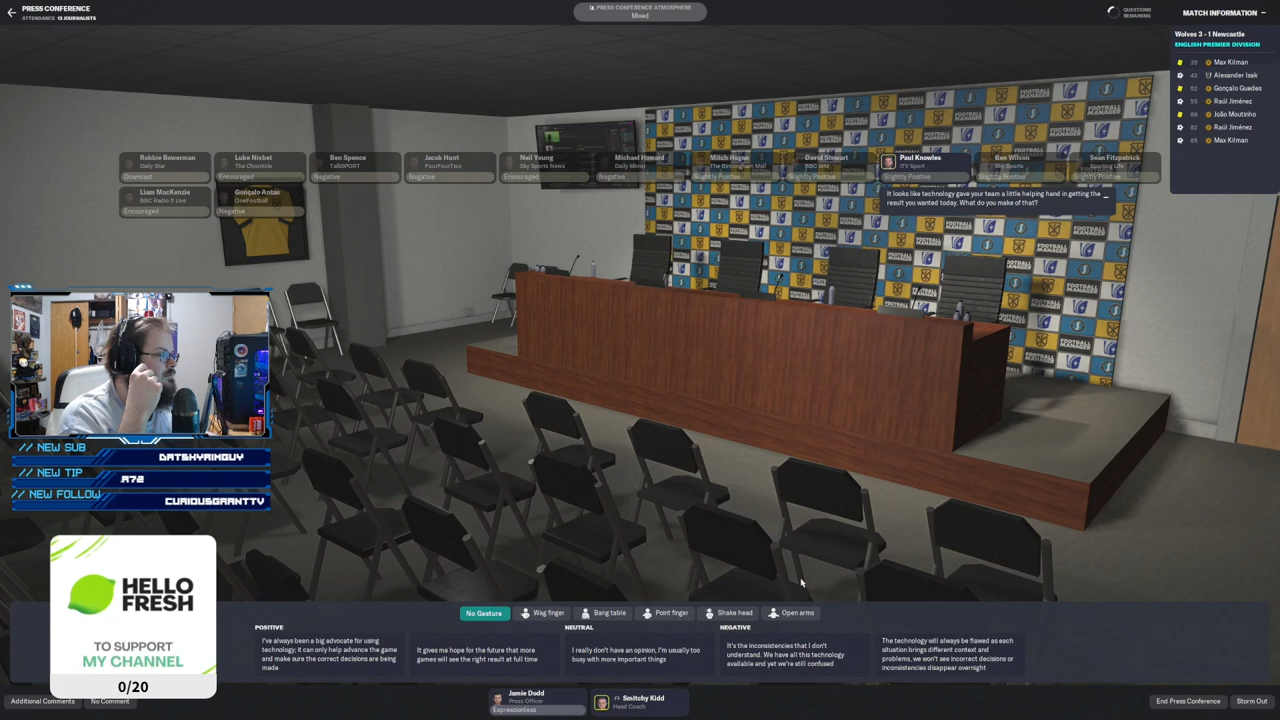 PRESS CONFERENCE
ATTENDANCE 13 JOURNALISTS
PRESS CONFERENCE ATMOSPHERE
Mixed
QUESTIONS
REMAINING
MATCH INFORMATION
Wolves 3 - 1 Newcastle
ENGLISH PREMIER DIVISION
35 Max Kilman
42 Alexander Isak
52 Gonçalo Guedes
55 Raúl Jiménez
69 João Moutinho
82 Raúl Jiménez
85 Max Kilman
Robbie Bowerman
Daily Star
Downcast
Luke Nisbet
The Chronicle
Encouraged
Ben Spence
TalkSPORT
Negative
Jacob Hunt
FourFourTwo
Negative
Neil Young
Sky Sports News
Encouraged
Michael Howard
Daily Mirror
Negative
Mitch Hogan
The Birmingham Mail
Slightly Positive
David Stewart
BBC WM
Slightly Positive
Paul Knowles
ITV Sport
Slightly Positive
Ben Wilson
Sky Sports
Slightly Positive
Sean Fitzpatrick
Sporting Life
Slightly Positive
Liam MacKenzie
BBC Radio 5 Live
Encouraged
Gonçalo Antas
OneFootball
Negative
It looks like technology gave your team a little helping hand in getting the
result you wanted today. What do you make of that?
FOOTBALL MANAGER
// NEW SUB
DATSHYRIMGUY
// NEW TIP
A72
// NEW FOLLOW
CURIOUSGRANTTV
HELLO
FRESH
TO SUPPORT
MY CHANNEL
0/20
No Gesture
Wag finger
Bang table
Point finger
Shake head
Open arms
POSITIVE
I've always been a big advocate for using
technology; it can only help advance the game
and make sure the correct decisions are being
made
It gives me hope for the future that more
games will see the right result at full time
NEUTRAL
I really don't have an opinion, I'm usually too
busy with more important things
NEGATIVE
It's the inconsistencies that I don't
understand. We have all this technology
available and yet we're still confused
The technology will always be flawed as each
situation brings different context and
problems, we won't see incorrect decisions or
inconsistencies disappear overnight
Additional Comments
No Comment
Jamie Dodd
Press Officer
Expressionless
Smitchy Kidd
Head Coach
End Press Conference
Storm Out